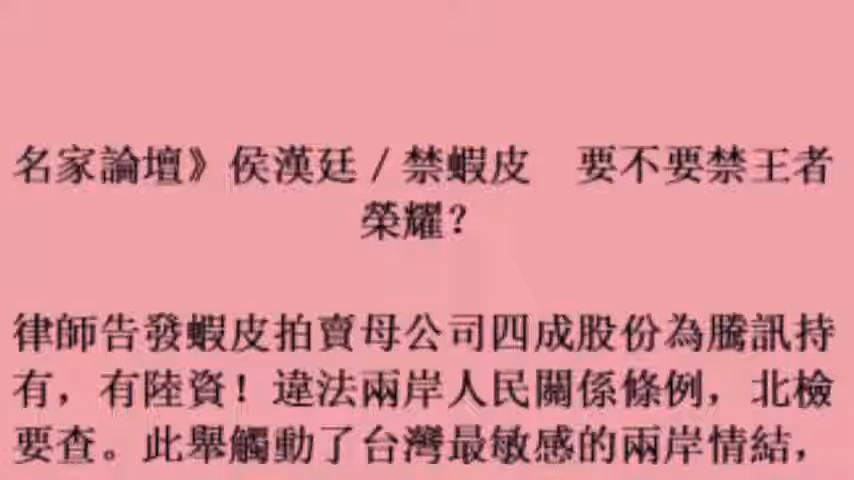 名家論壇》侯漢廷／禁蝦皮　要不要禁王者
榮耀？
律師告發蝦皮拍賣母公司四成股份為騰訊持
有，有陸資！違法兩岸人民關係條例，北檢
要查。此舉觸動了台灣最敏感的兩岸情結，